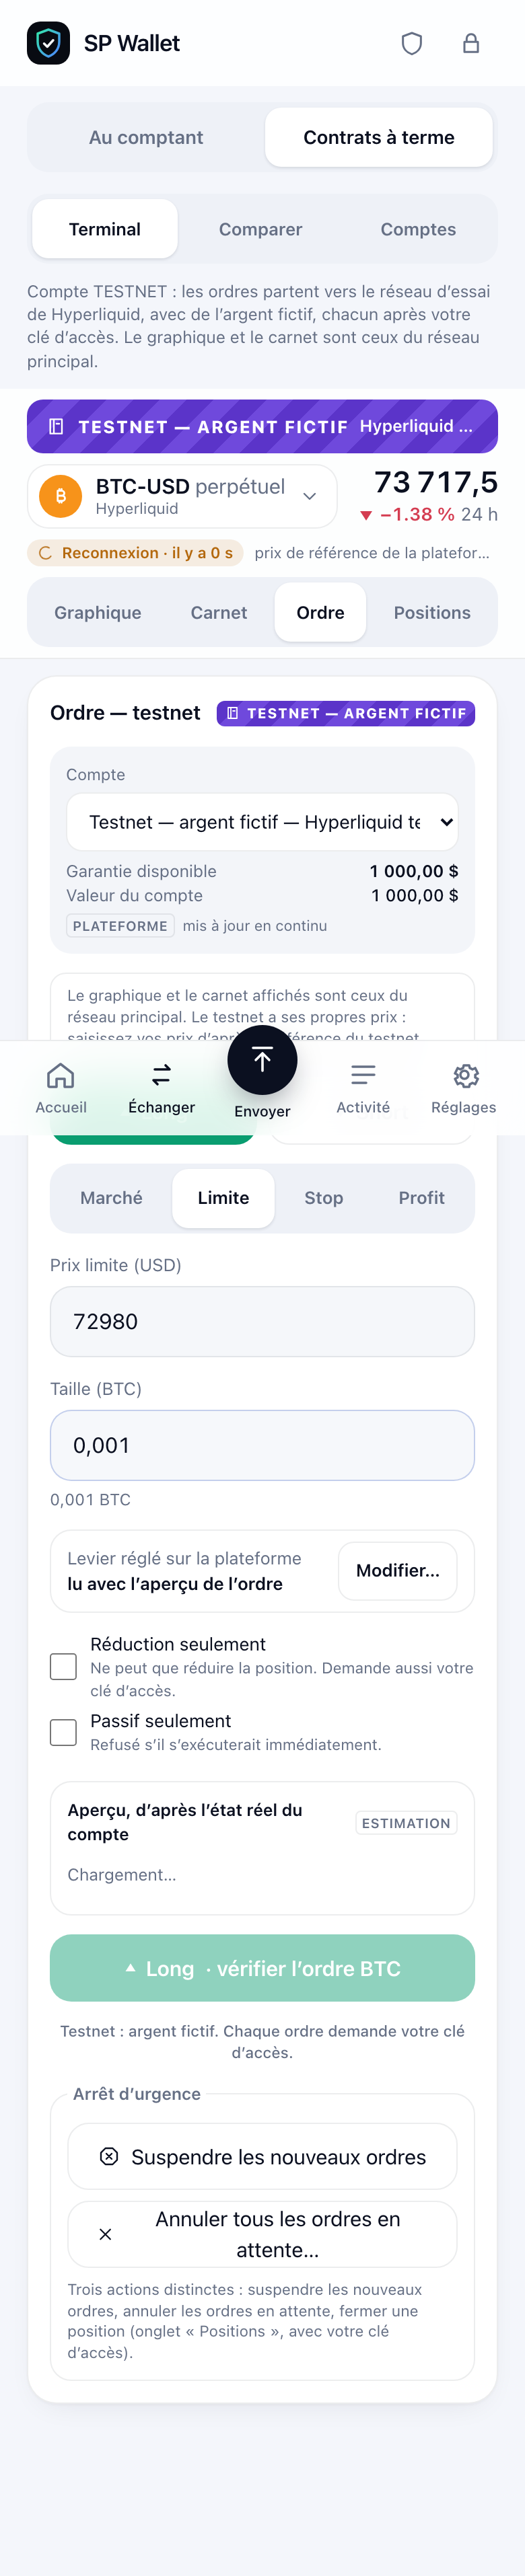 SP Wallet
Au comptant
Contrats à terme
Terminal
Comparer
Comptes
Compte TESTNET : les ordres partent vers le réseau d’essai
de Hyperliquid, avec de l’argent fictif, chacun après votre
clé d’accès. Le graphique et le carnet sont ceux du réseau
principal.
TESTNET — ARGENT FICTIF Hyperliquid ...
BTC-USD perpétuel
Hyperliquid
73 717,5
−1.38 % 24 h
Reconnexion · il y a 0 s
prix de référence de la platefor...
Graphique
Carnet
Ordre
Positions
Ordre — testnet
TESTNET — ARGENT FICTIF
Compte
Testnet — argent fictif — Hyperliquid te
Garantie disponible
1 000,00 $
Valeur du compte
1 000,00 $
PLATEFORME
mis à jour en continu
Le graphique et le carnet affichés sont ceux du
réseau principal. Le testnet a ses propres prix :
saisissez vos prix
du testnet
Accueil
Échanger
Envoyer
Activité
Réglages
Marché
Limite
Stop
Profit
Prix limite (USD)
72980
Taille (BTC)
0,001
0,001 BTC
Levier réglé sur la plateforme
lu avec l’aperçu de l’ordre
Modifier...
Réduction seulement
Ne peut que réduire la position. Demande aussi votre
clé d’accès.
Passif seulement
Refusé s’il s’exécuterait immédiatement.
Aperçu, d’après l’état réel du
compte
ESTIMATION
Chargement...
Long · vérifier l’ordre BTC
Testnet : argent fictif. Chaque ordre demande votre clé
d’accès.
Arrêt d’urgence
Suspendre les nouveaux ordres
Annuler tous les ordres en
attente...
Trois actions distinctes : suspendre les nouveaux
ordres, annuler les ordres en attente, fermer une
position (onglet « Positions », avec votre clé
d’accès).